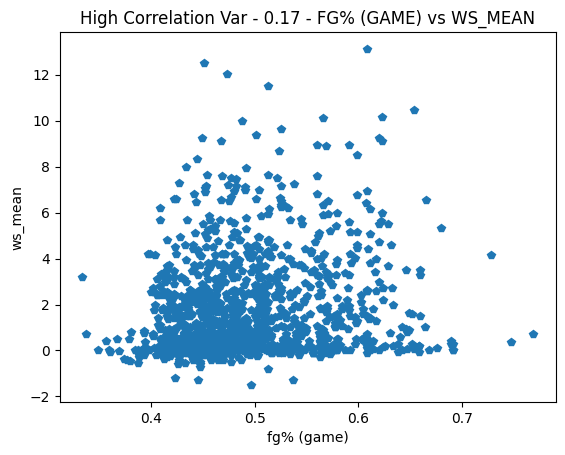 High Correlation Var - 0.17 - FG% (GAME) vs WS_MEAN
12
10
8
6
4
2
0
−2
ws_mean
0.4 0.5 0.6 0.7
fg% (game)